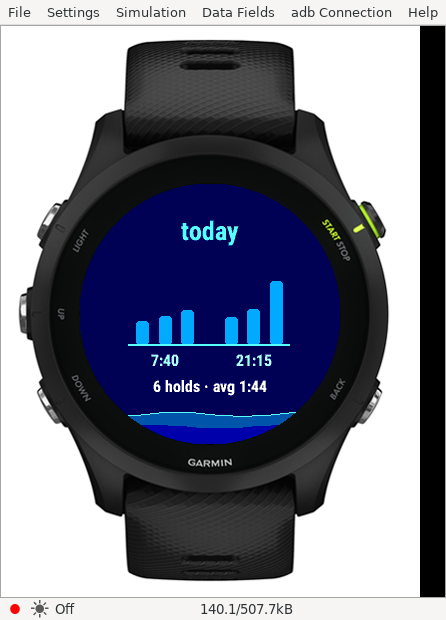 File Settings Simulation Data Fields adb Connection Help
today
START STOP
LIGHT
UP
7:40 21:15
6 holds · avg 1:44
DOWN
BACK
GARMIN
Off 140.1/507.7kB